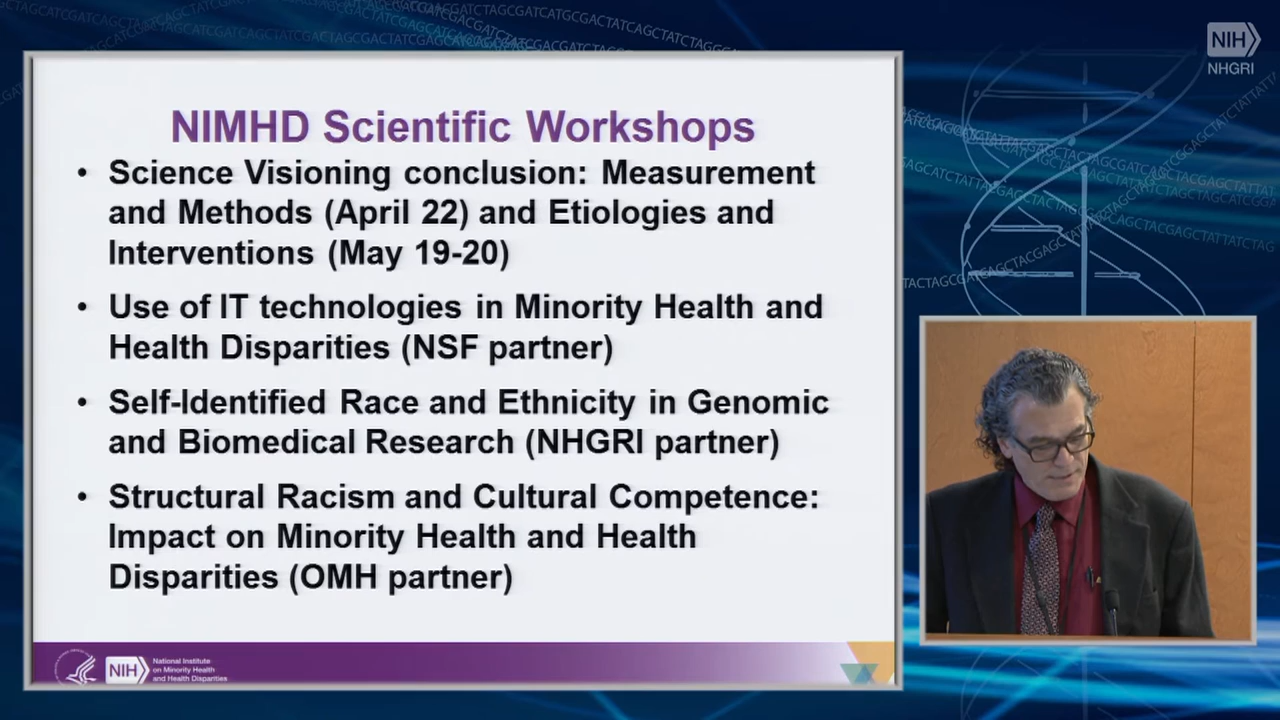 NIH
NHGRI
NIMHD Scientific Workshops
• Science Visioning conclusion: Measurement
and Methods (April 22) and Etiologies and
Interventions (May 19-20)
• Use of IT technologies in Minority Health and
Health Disparities (NSF partner)
• Self-Identified Race and Ethnicity in Genomic
and Biomedical Research (NHGRI partner)
• Structural Racism and Cultural Competence:
Impact on Minority Health and Health
Disparities (OMH partner)
NIH
National Institute
on Minority Health
and Health Disparities